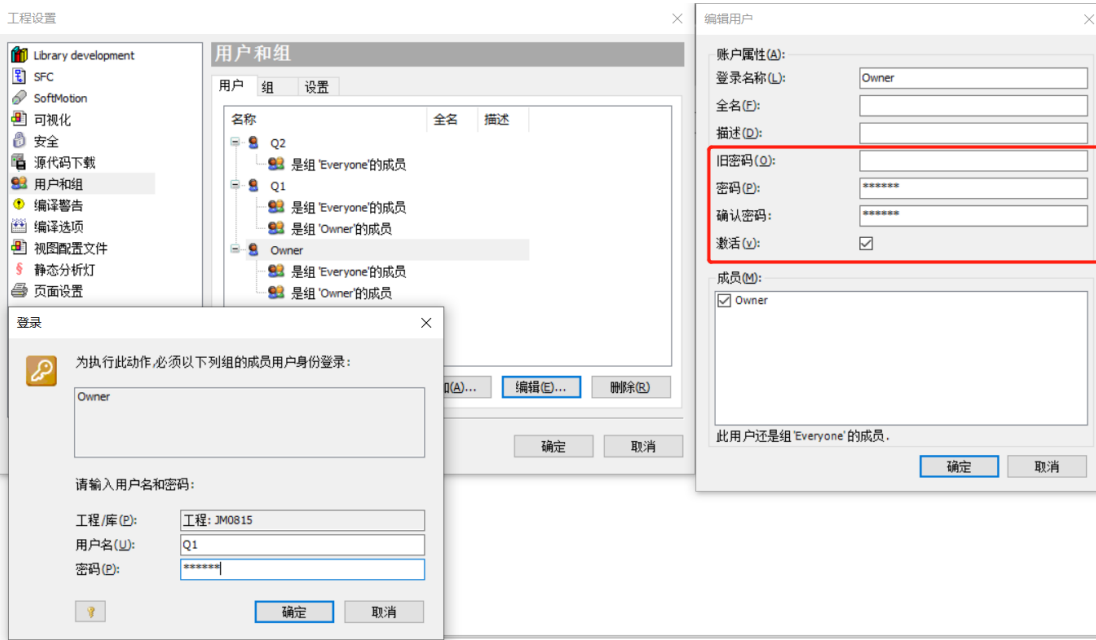 工程设置
Library development
SFC
SoftMotion
可视化
安全
源代码下载
用户和组
编译警告
编译选项
视图配置文件
静态分析灯
页面设置
用户和组
用户 组 设置
名称 全名 描述
Q2
是组 'Everyone'的成员
Q1
是组 'Everyone'的成员
是组 'Owner'的成员
Owner
是组 'Everyone'的成员
是组 'Owner'的成员
(A)... 编辑(E)... 删除(R)
确定 取消
登录
为执行此动作,必须以下列组的成员用户身份登录:
Owner
请输入用户名和密码:
工程/库(P): 工程: JM0815
用户名(U): Q1
密码(P): ******
确定 取消
编辑用户
账户属性(A):
登录名称(L): Owner
全名(F):
描述(D):
旧密码(O):
密码(P): ******
确认密码: ******
激活(v):
成员(M):
Owner
此用户还是组'Everyone'的成员.
确定 取消